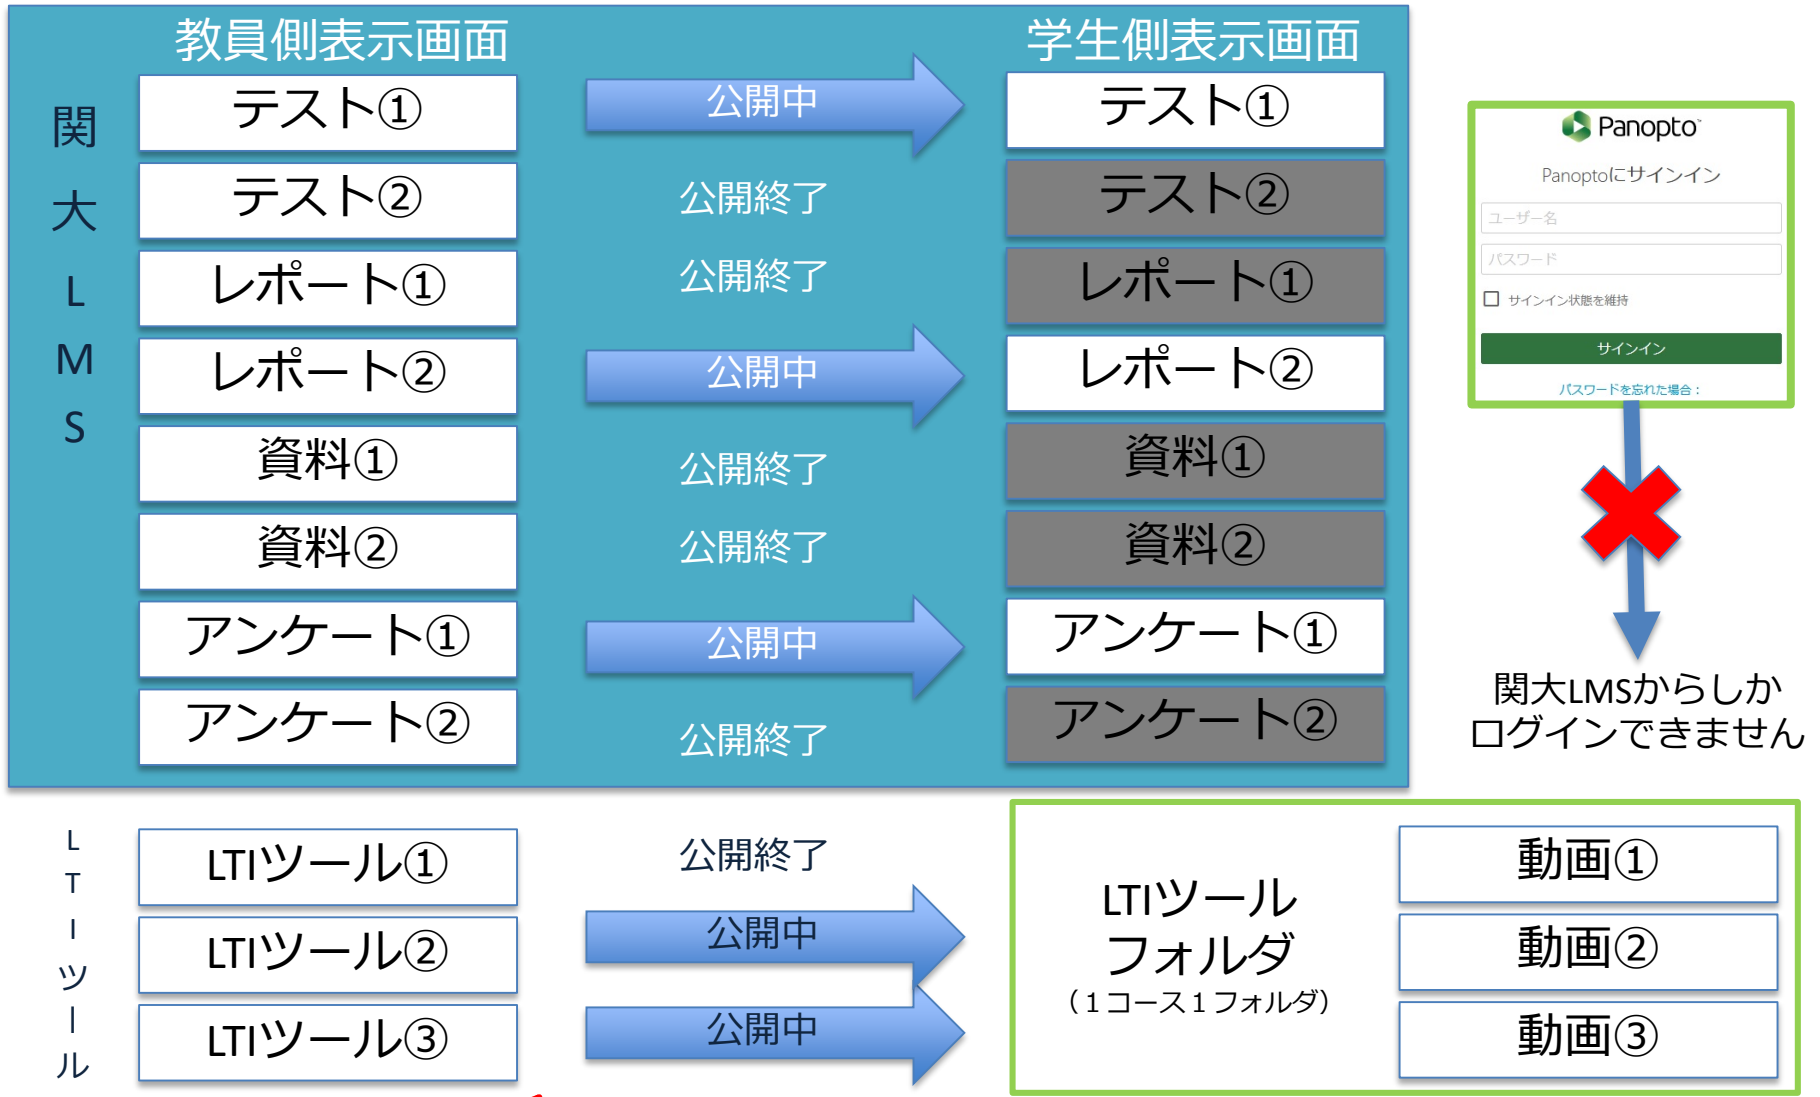 教員側表示画面
学生側表示画面
関大LMS
テスト①
公開中
テスト①
テスト②
公開終了
テスト②
レポート①
公開終了
レポート①
レポート②
公開中
レポート②
資料①
公開終了
資料①
資料②
公開終了
資料②
アンケート①
公開中
アンケート①
アンケート②
公開終了
アンケート②
Panopto
Panoptoにサインイン
ユーザー名
パスワード
サインイン状態を維持
サインイン
パスワードを忘れた場合：
関大LMSからしか
ログインできません
LTIツール
LTIツール①
公開終了
LTIツール②
公開中
LTIツール③
公開中
LTIツール
フォルダ
（１コース１フォルダ）
動画①
動画②
動画③